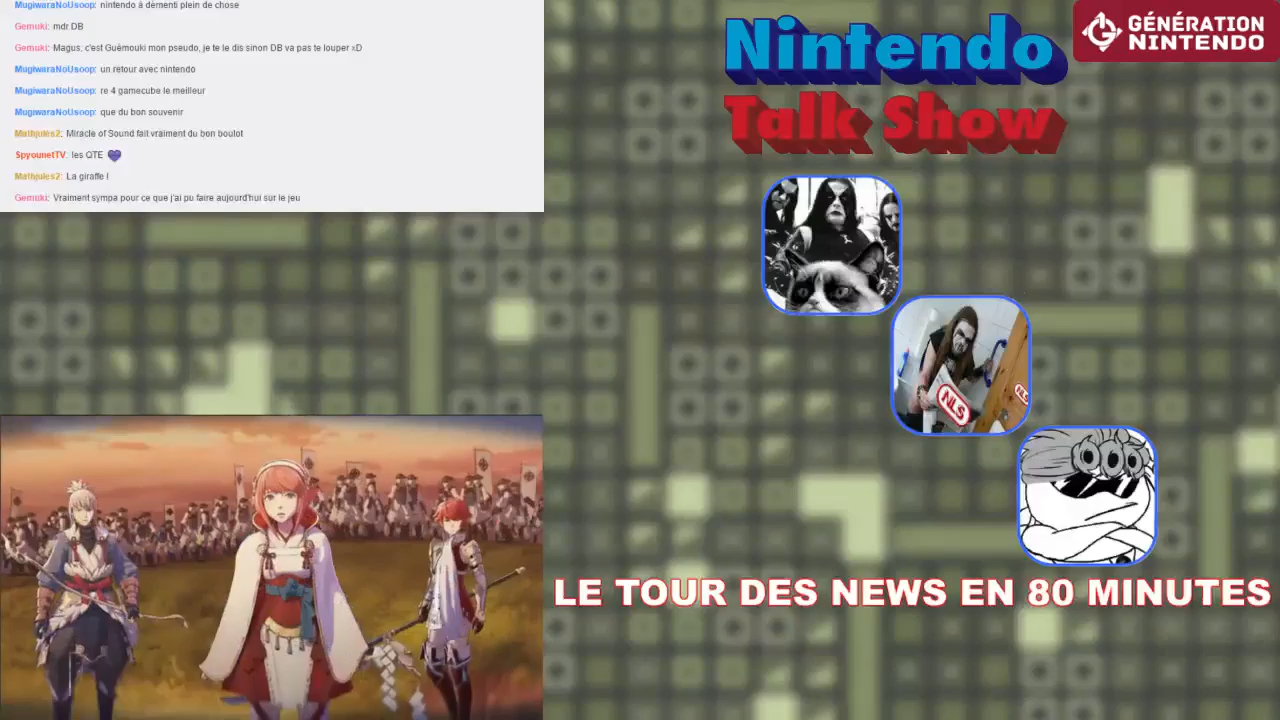 MugiwaraNoUsoop: nintendo à démenti plein de chose
Gemuki: mdr DB
Gemuki: Magus: c'est Guèmouki mon pseudo, je te le dis sinon DB va pas te louper xD
MugiwaraNoUsoop: un retour avec nintendo
MugiwaraNoUsoop: re 4 gamecube le meilleur
MugiwaraNoUsoop: que du bon souvenir
Mathjules2: Miracle of Sound fait vraiment du bon boulot
SpyounetTV: les QTE
Mathjules2: La giraffe !
Gemuki: Vraiment sympa pour ce que j'ai pu faire aujourd'hui sur le jeu
Nintendo
Talk Show
GÉNÉRATION
NINTENDO
NLS
NLS
LE TOUR DES NEWS EN 80 MINUTES